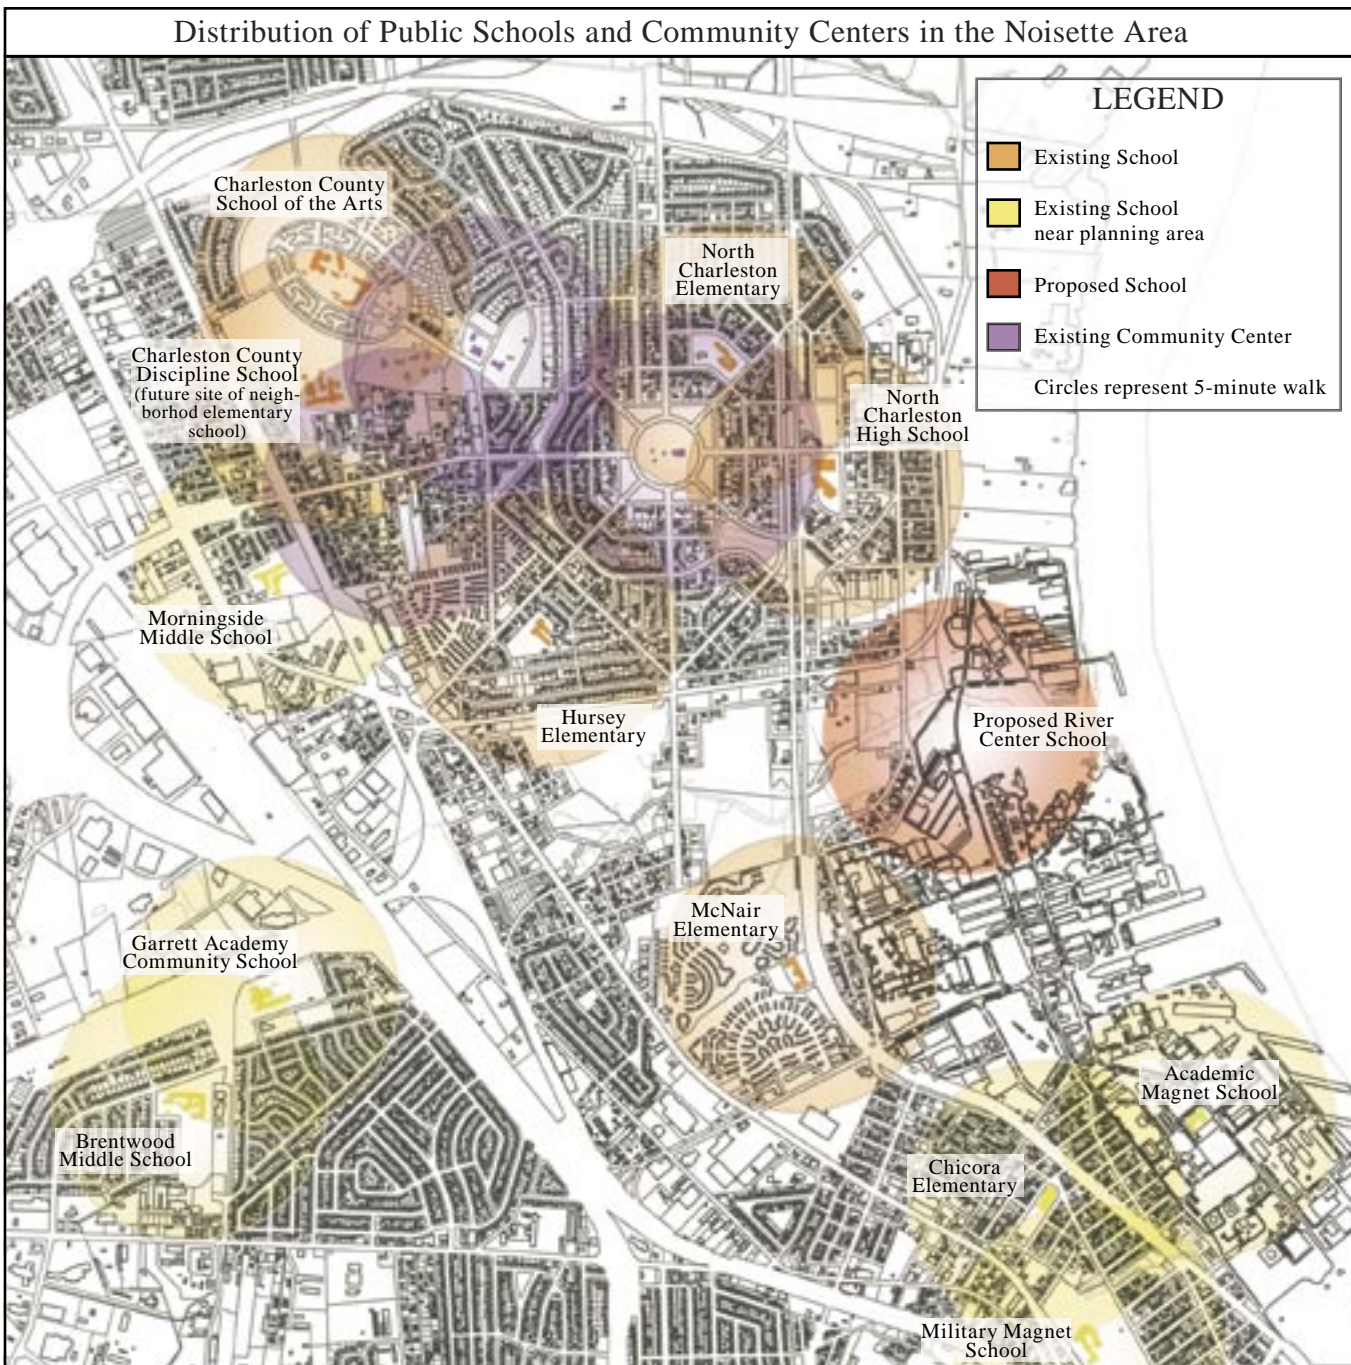 Distribution of Public Schools and Community Centers in the Noisette Area
LEGEND
Existing School
Existing School
near planning area
Proposed School
Existing Community Center
Circles represent 5-minute walk
Charleston County
School of the Arts
North
Charleston
Elementary
Charleston County
Discipline School
(future site of neigh-
borhod elementary
school)
North
Charleston
High School
Morningside
Middle School
Hursey
Elementary
Proposed River
Center School
McNair
Elementary
Garrett Academy
Community School
Academic
Magnet School
Brentwood
Middle School
Chicora
Elementary
Military Magnet
School